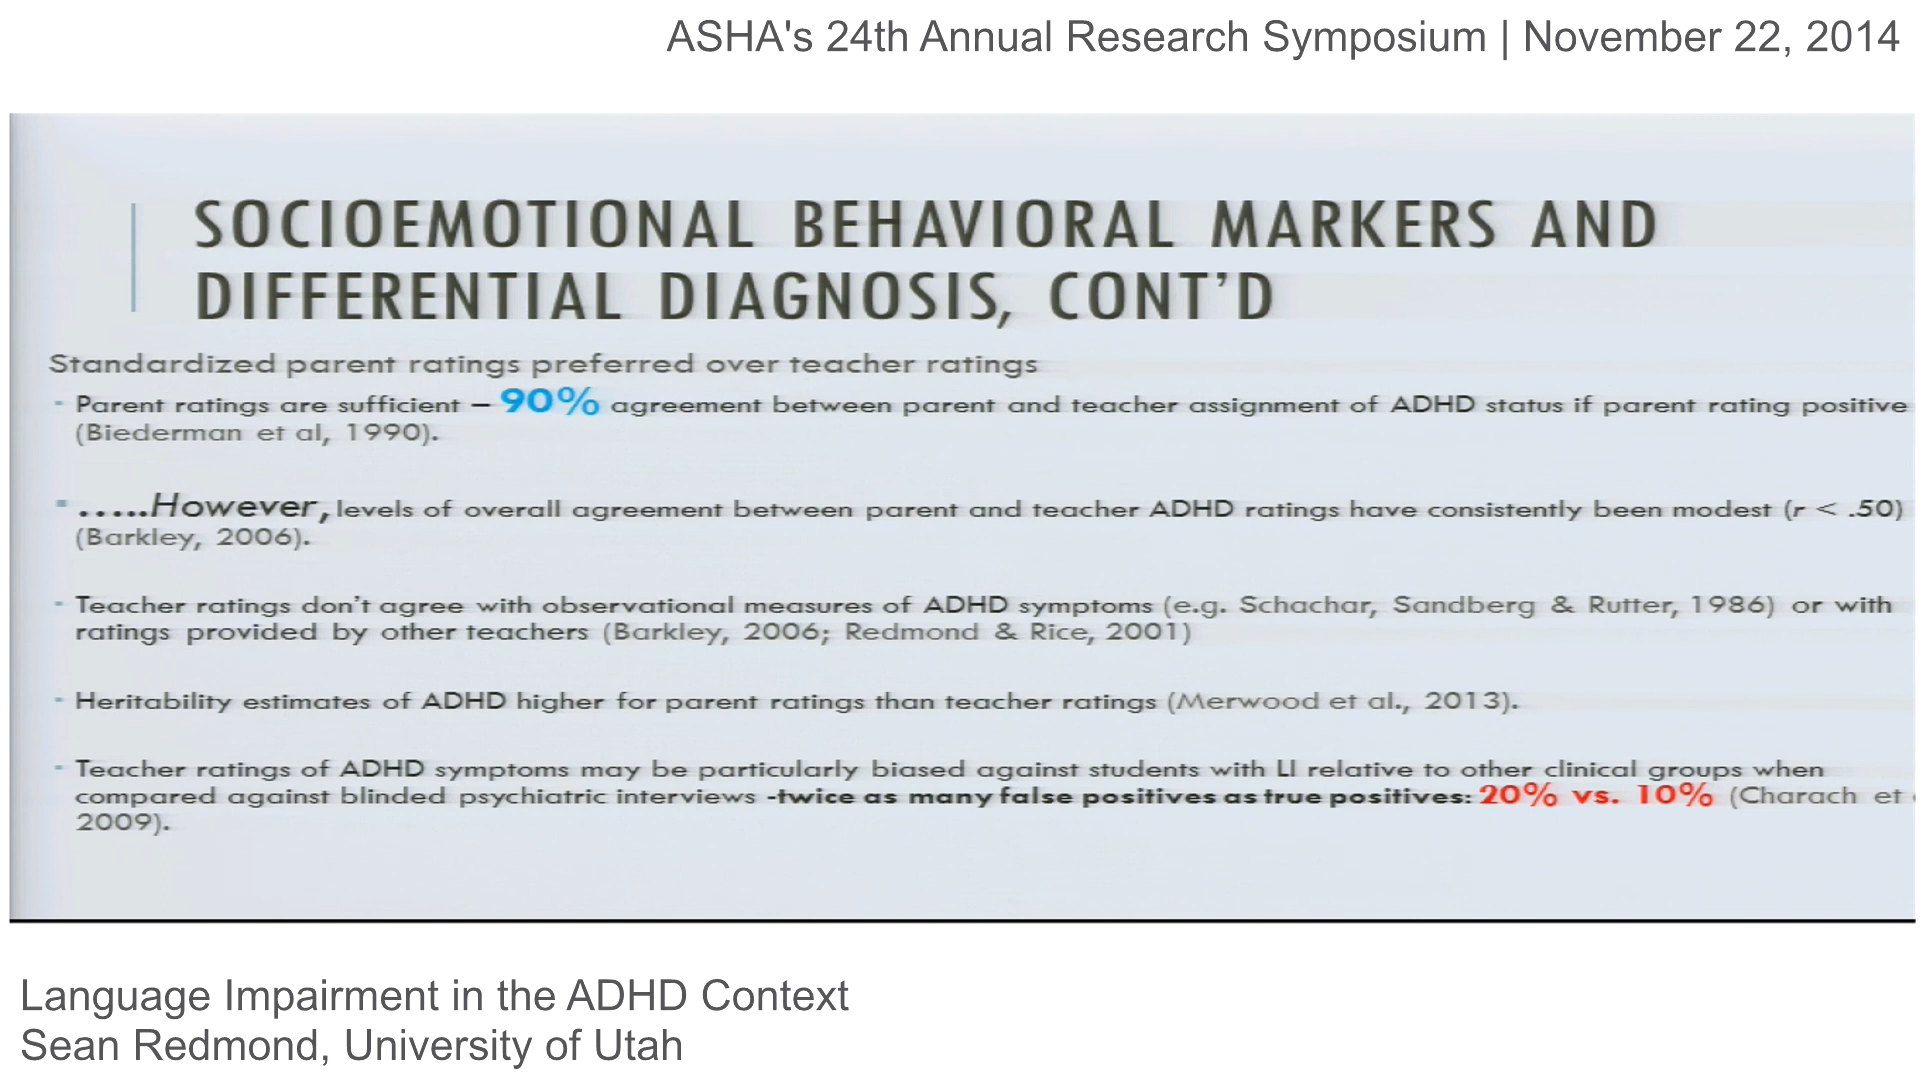 ASHA's 24th Annual Research Symposium | November 22, 2014
SOCIOEMOTIONAL BEHAVIORAL MARKERS AND
DIFFERENTIAL DIAGNOSIS, CONT'D
Standardized parent ratings preferred over teacher ratings
- Parent ratings are sufficient – 90% agreement between parent and teacher assignment of ADHD status if parent rating positive
(Biederman et al, 1990).
- .....However, levels of overall agreement between parent and teacher ADHD ratings have consistently been modest (r < .50)
(Barkley, 2006).
- Teacher ratings don't agree with observational measures of ADHD symptoms (e.g. Schachar, Sandberg & Rutter, 1986) or with
ratings provided by other teachers (Barkley, 2006; Redmond & Rice, 2001)
- Heritability estimates of ADHD higher for parent ratings than teacher ratings (Merwood et al., 2013).
- Teacher ratings of ADHD symptoms may be particularly biased against students with LI relative to other clinical groups when
compared against blinded psychiatric interviews -twice as many false positives as true positives: 20% vs. 10% (Charach et
2009).
Language Impairment in the ADHD Context
Sean Redmond, University of Utah